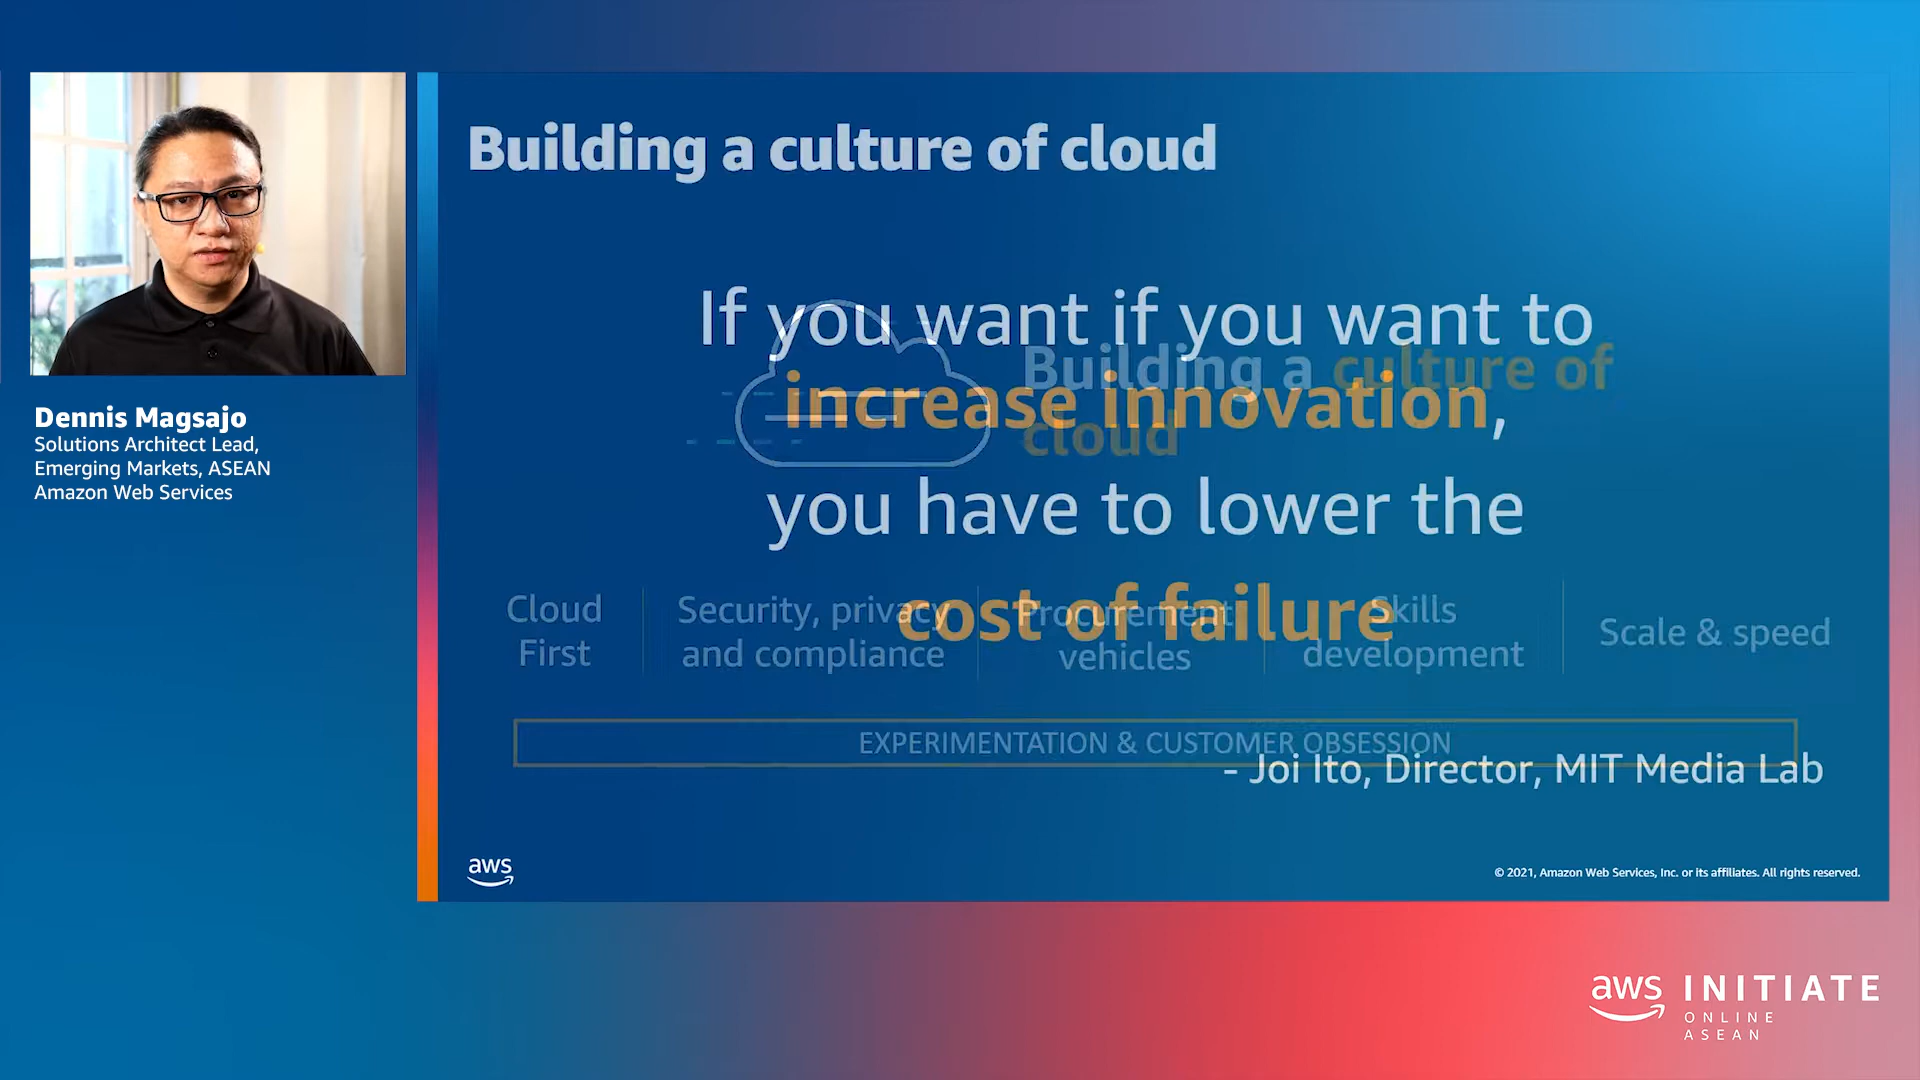 Building a culture of cloud
If you want if you want to
increase innovation,
you have to lower the
cost of failure
- Joi Ito, Director, MIT Media Lab
Building a culture of
cloud
Cloud
First
Security, privacy
and compliance
Procurement
vehicles
Skills
development
Scale & speed
EXPERIMENTATION & CUSTOMER OBSESSION
aws
© 2021, Amazon Web Services, Inc. or its affiliates. All rights reserved.
Dennis Magsajo
Solutions Architect Lead,
Emerging Markets, ASEAN
Amazon Web Services
aws INITIATE
ONLINE
ASEAN